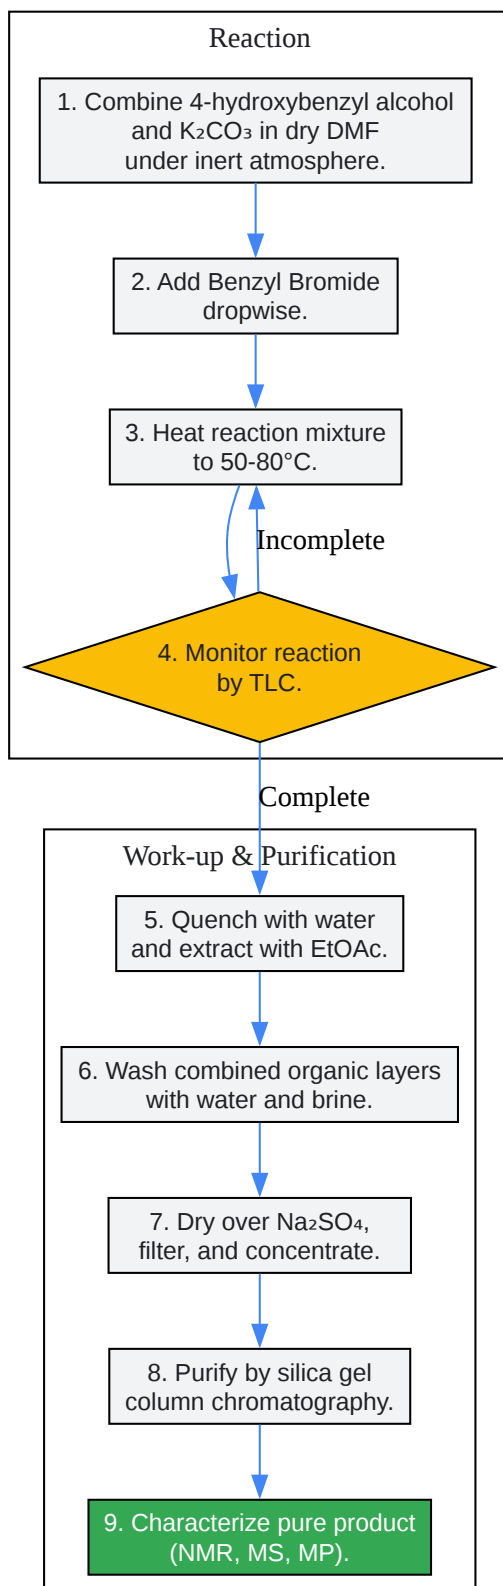 Reaction
1. Combine 4-hydroxybenzyl alcohol
and K₂CO₃ in dry DMF
under inert atmosphere.
2. Add Benzyl Bromide
dropwise.
3. Heat reaction mixture
to 50-80°C.
Incomplete
4. Monitor reaction
by TLC.
Complete
Work-up & Purification
5. Quench with water
and extract with EtOAc.
6. Wash combined organic layers
with water and brine.
7. Dry over Na₂SO₄,
filter, and concentrate.
8. Purify by silica gel
column chromatography.
9. Characterize pure product
(NMR, MS, MP).